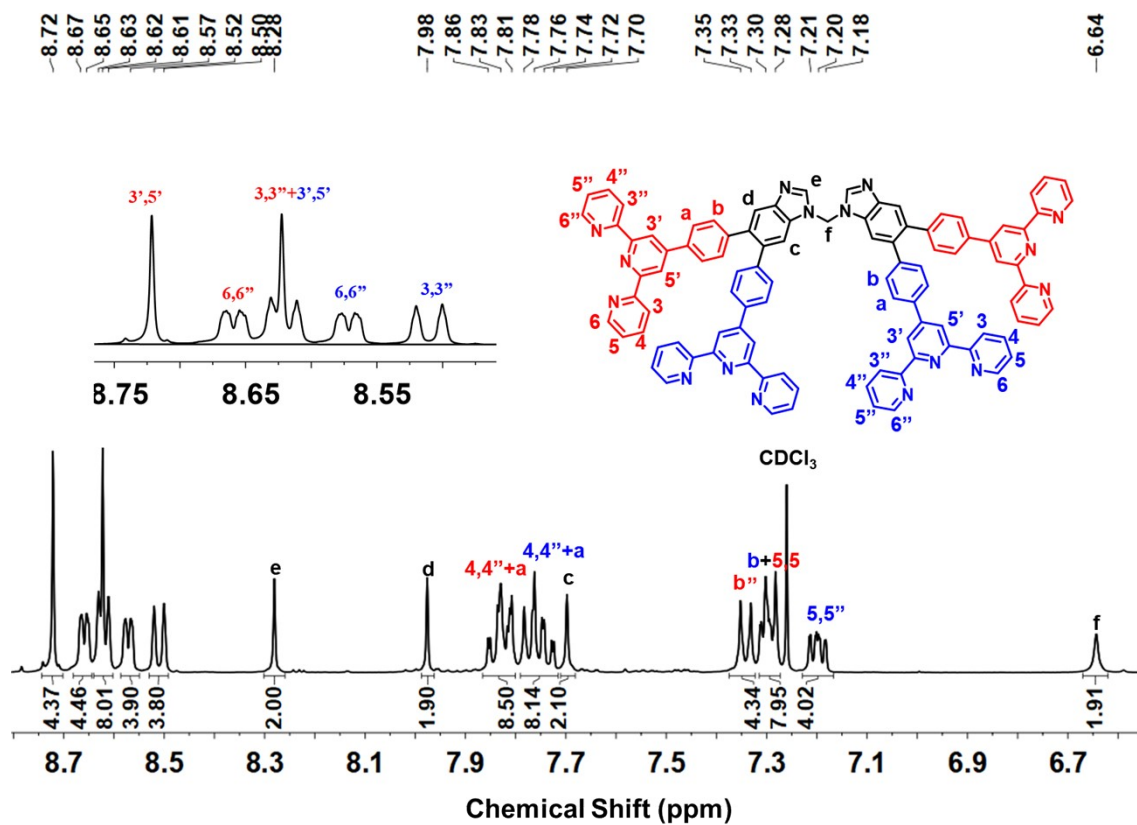 8.72 8.67 8.65 8.63 8.62 8.61 8.57 8.52 8.50 8.28 7.98 7.86 7.83 7.81 7.78 7.76 7.74 7.72 7.70 7.35 7.33 7.30 7.28 7.21 7.20 7.18 6.64
3',5'
3,3”+3',5'
6,6”
6,6”
3,3”
8.75 8.65 8.55
N e N
5” 4” d
3” b a
6” 3' f c
N N N N
5' b
3 a
6 5 4
3' 5' 3 4
3” 5
4” 6
5” 6”
N N N N N N N N N N N N
CDCl3
e d 4,4”+a 4,4”+a c b” b+5,5 5,5” f
4.37 4.46 8.01 3.90 3.80 2.00 1.90 8.50 8.14 2.10 4.34 7.95 4.02 1.91
8.7 8.5 8.3 8.1 7.9 7.7 7.5 7.3 7.1 6.9 6.7
Chemical Shift (ppm)